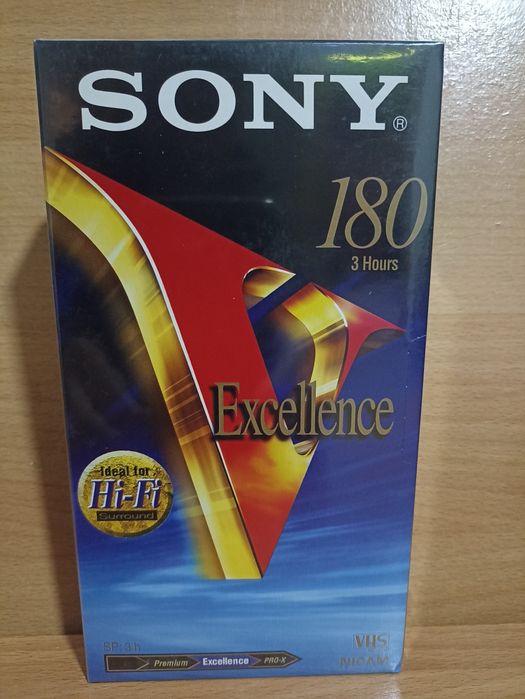 SONY®
180
3 Hours
Excellence
Ideal for
Hi-Fi
Surround
SP: 3 h
Premium Excellence PRO-X
VHS
NICAM